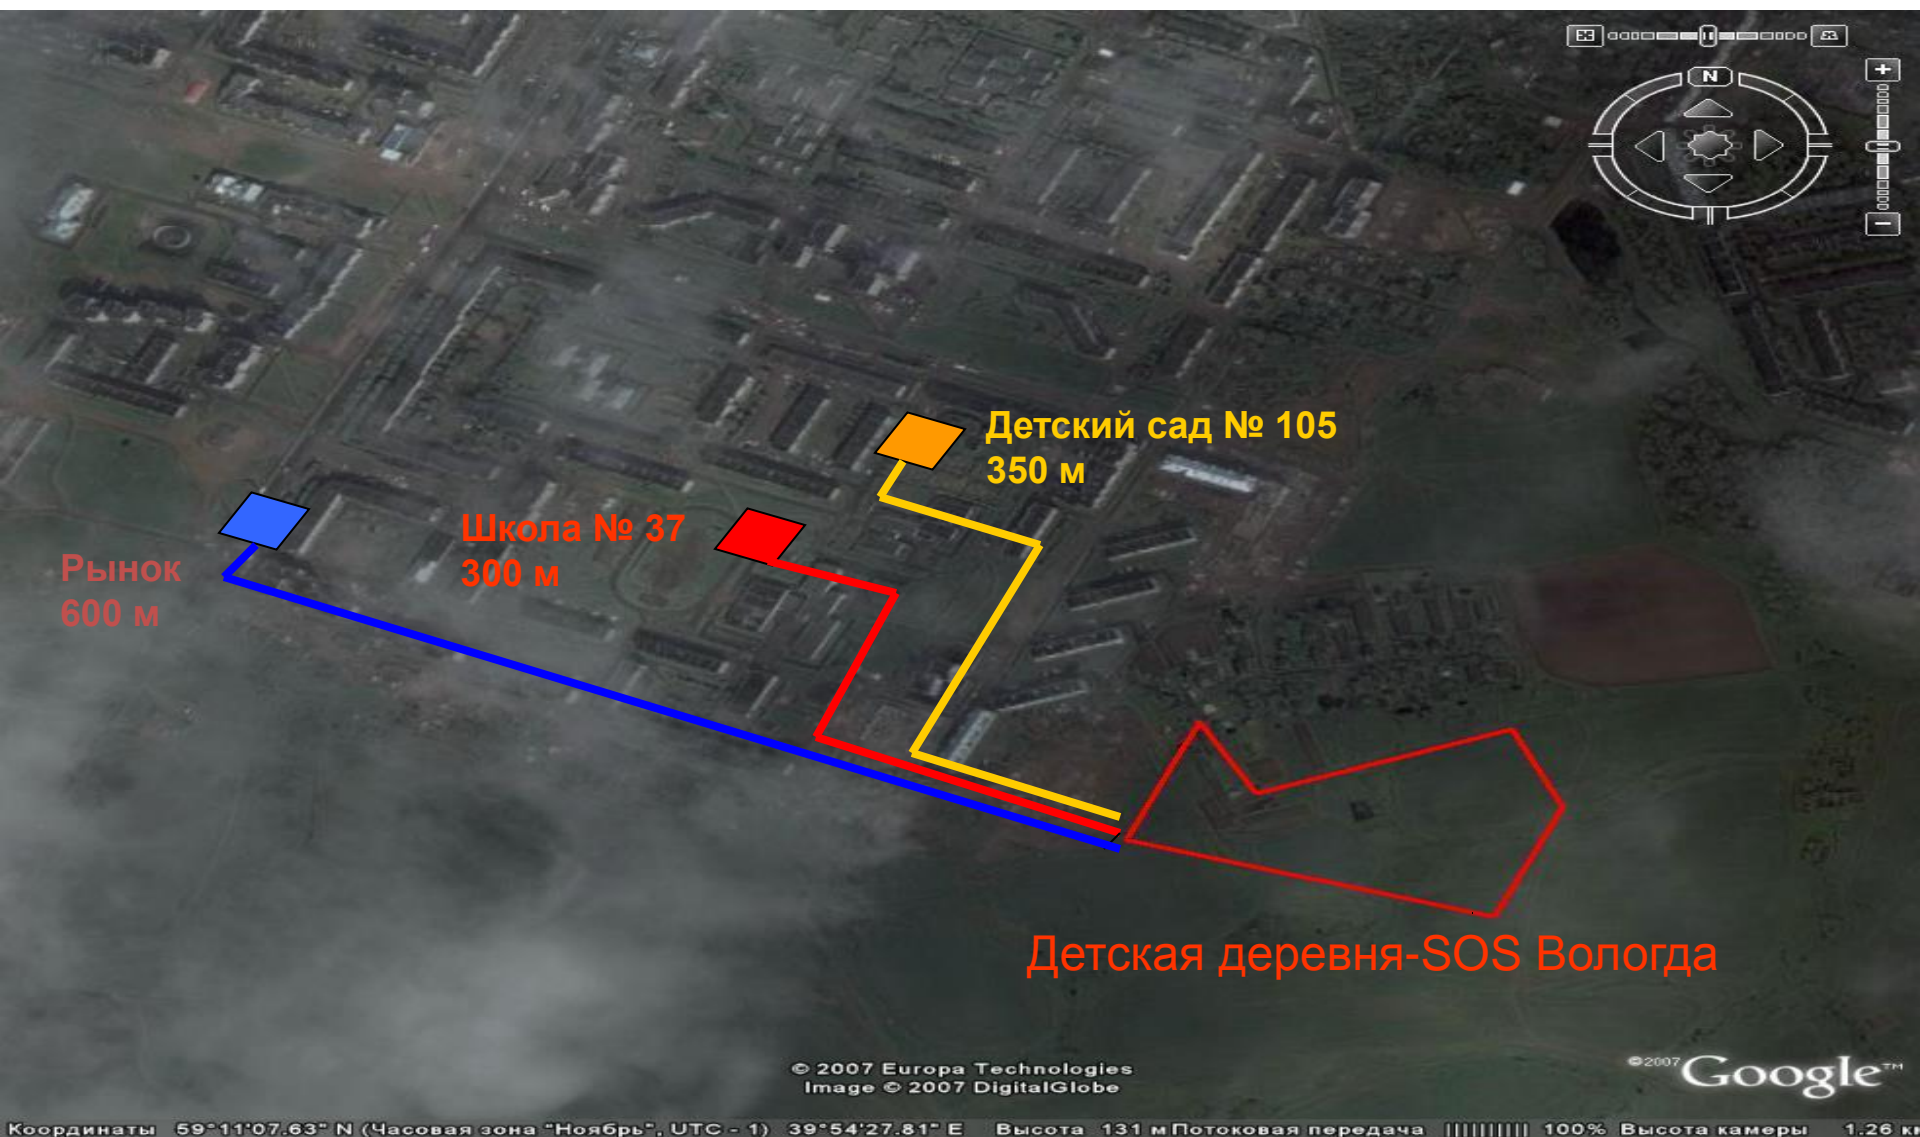 N
Детский сад № 105
350 м
Школа № 37
300 м
Рынок
600 м
Детская деревня-SOS Вологда
© 2007 Europa Technologies
Image © 2007 DigitalGlobe
©2007 Google™
Координаты 59°11'07.63" N (Часовая зона "Ноябрь", UTC - 1) 39°54'27.81" E Высота 131 м Потоковая передача |||||||||| 100% Высота камеры 1.26 км